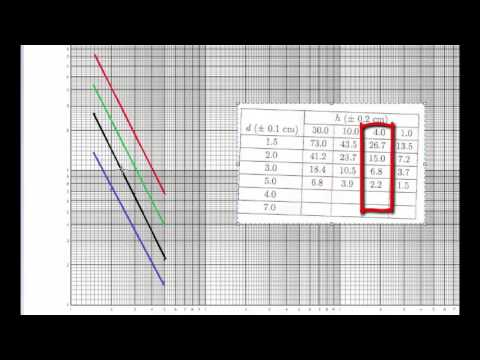 h (± 0.2 cm)
d (± 0.1 cm) 30.0 10.0 4.0 1.0
1.5 73.0 43.5 26.7 13.5
2.0 41.2 23.7 15.0 7.2
3.0 18.4 10.5 6.8 3.7
5.0 6.8 3.9 2.2 1.5
4.0
7.0